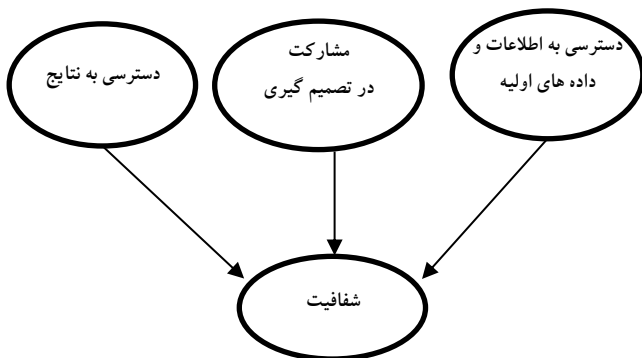 دسترسی به اطلاعات و
داده های اولیه
مشارکت
در تصمیم گیری
دسترسی به نتایج
شفافیت